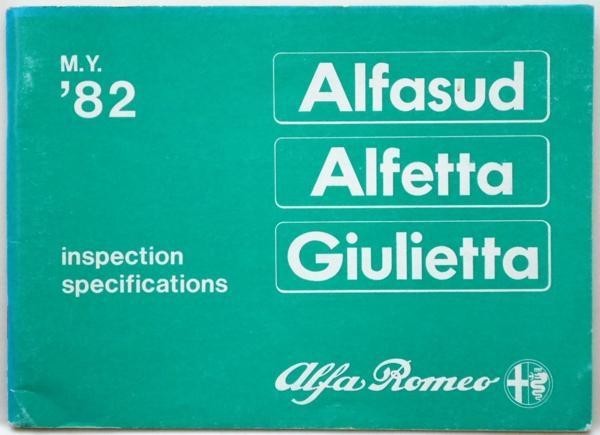 M.Y.
'82
Alfasud
Alfetta
Giulietta
inspection
specifications
Alfa Romeo